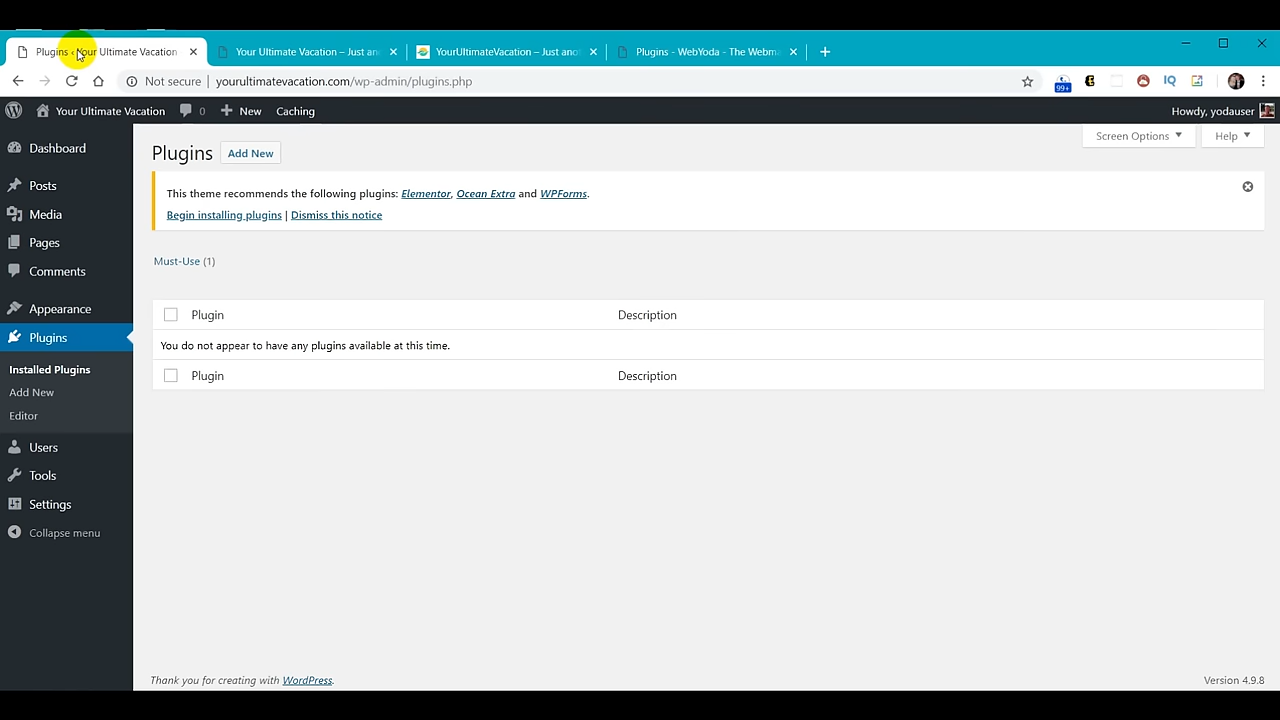 Plugins ‹ Your Ultimate Vacation
Your Ultimate Vacation – Just an
YourUltimateVacation – Just ano
Plugins - WebYoda - The Webma
Not secure | yourultimatevacation.com/wp-admin/plugins.php
99+
IQ
Your Ultimate Vacation 0 New Caching
Howdy, yodauser
Screen Options Help
Dashboard
Posts
Media
Pages
Comments
Appearance
Plugins
Installed Plugins
Add New
Editor
Users
Tools
Settings
Collapse menu
Plugins Add New
This theme recommends the following plugins: Elementor, Ocean Extra and WPForms.
Begin installing plugins | Dismiss this notice
Must-Use (1)
Plugin Description
You do not appear to have any plugins available at this time.
Plugin Description
Thank you for creating with WordPress.
Version 4.9.8